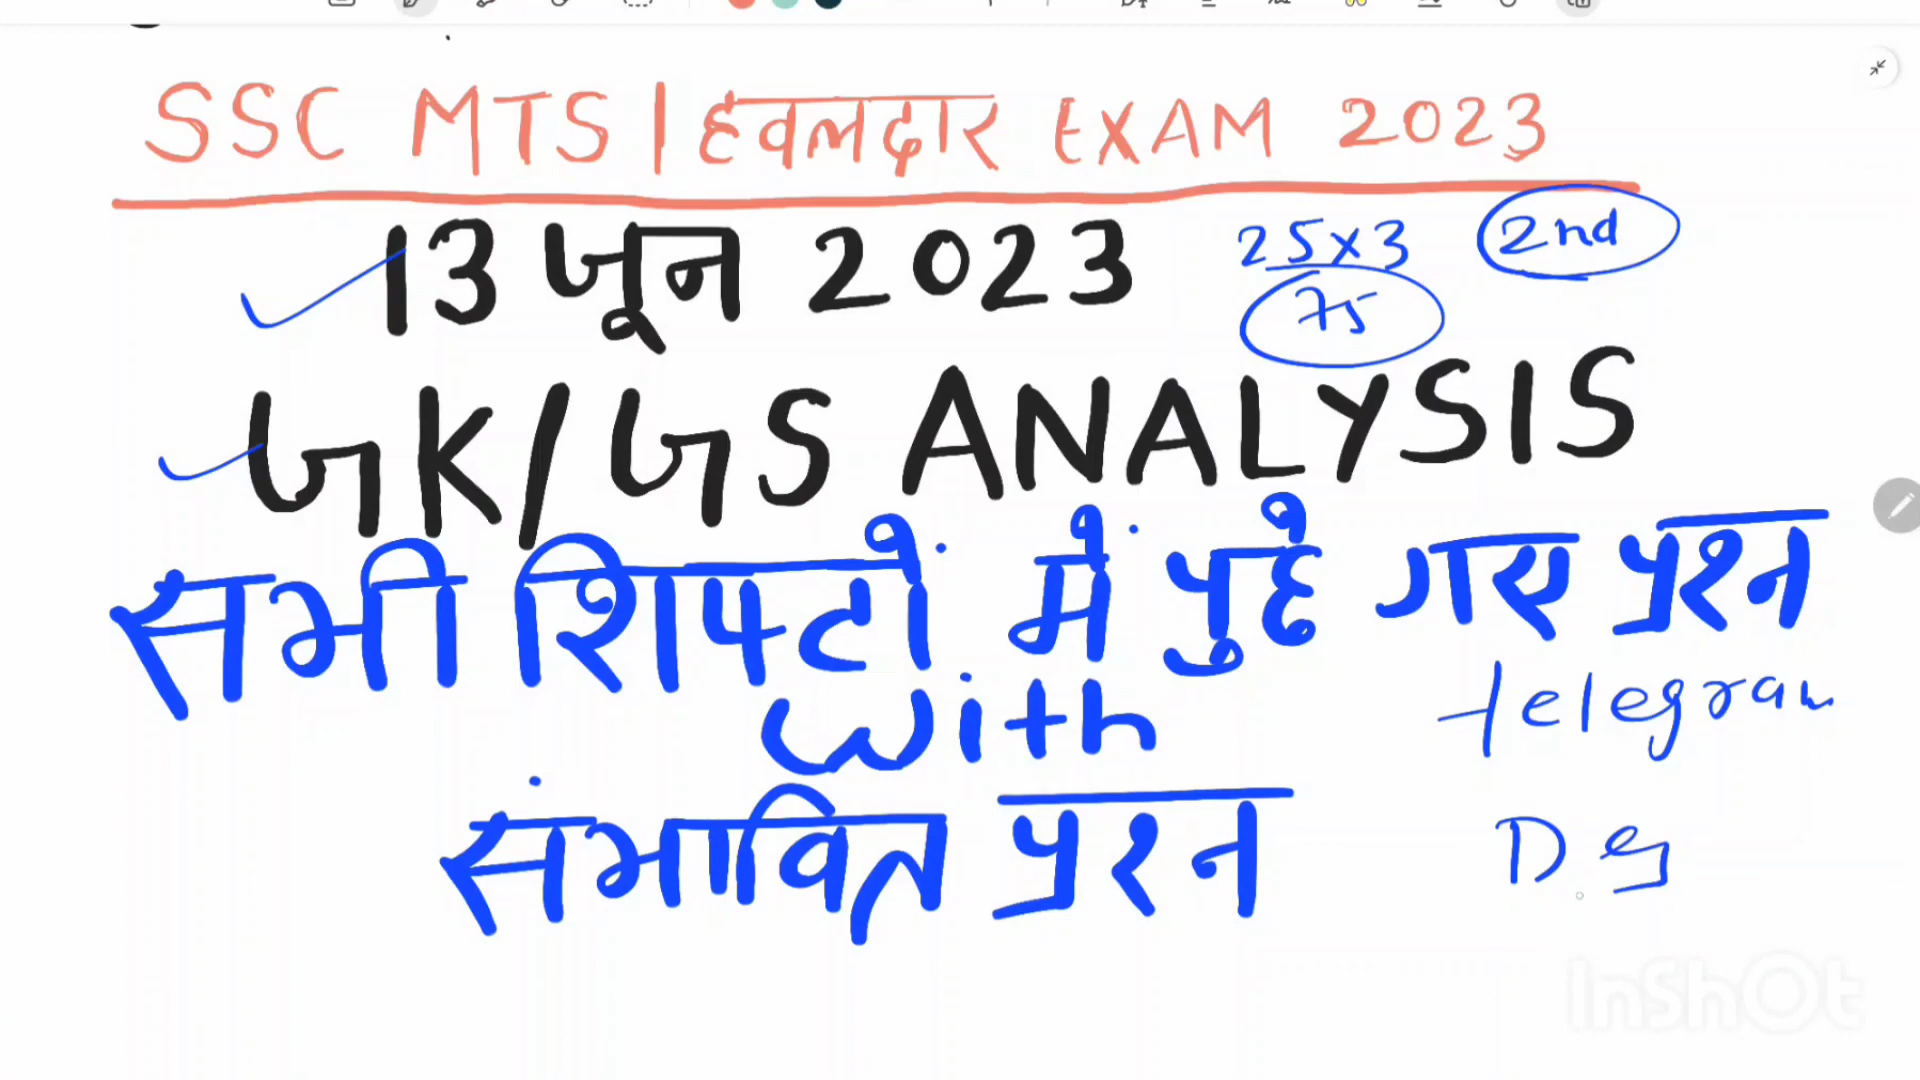 SSC MTS | हवलदार EXAM 2023
13 जून 2023
25x3
75
2nd
GK/GS ANALYSIS
सभी शिफ्टों में पुछे गए प्रश्न
with
telegram
संभावित प्रश्न
InShOt